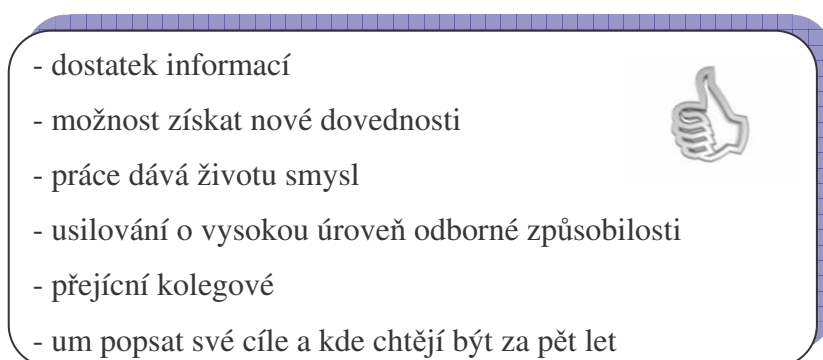 - dostatek informací
- možnost získat nové dovednosti
- práce dává životu smysl
- usilování o vysokou úroveň odborné způsobilosti
- přejícní kolegové
- um popsat své cíle a kde chtějí být za pět let